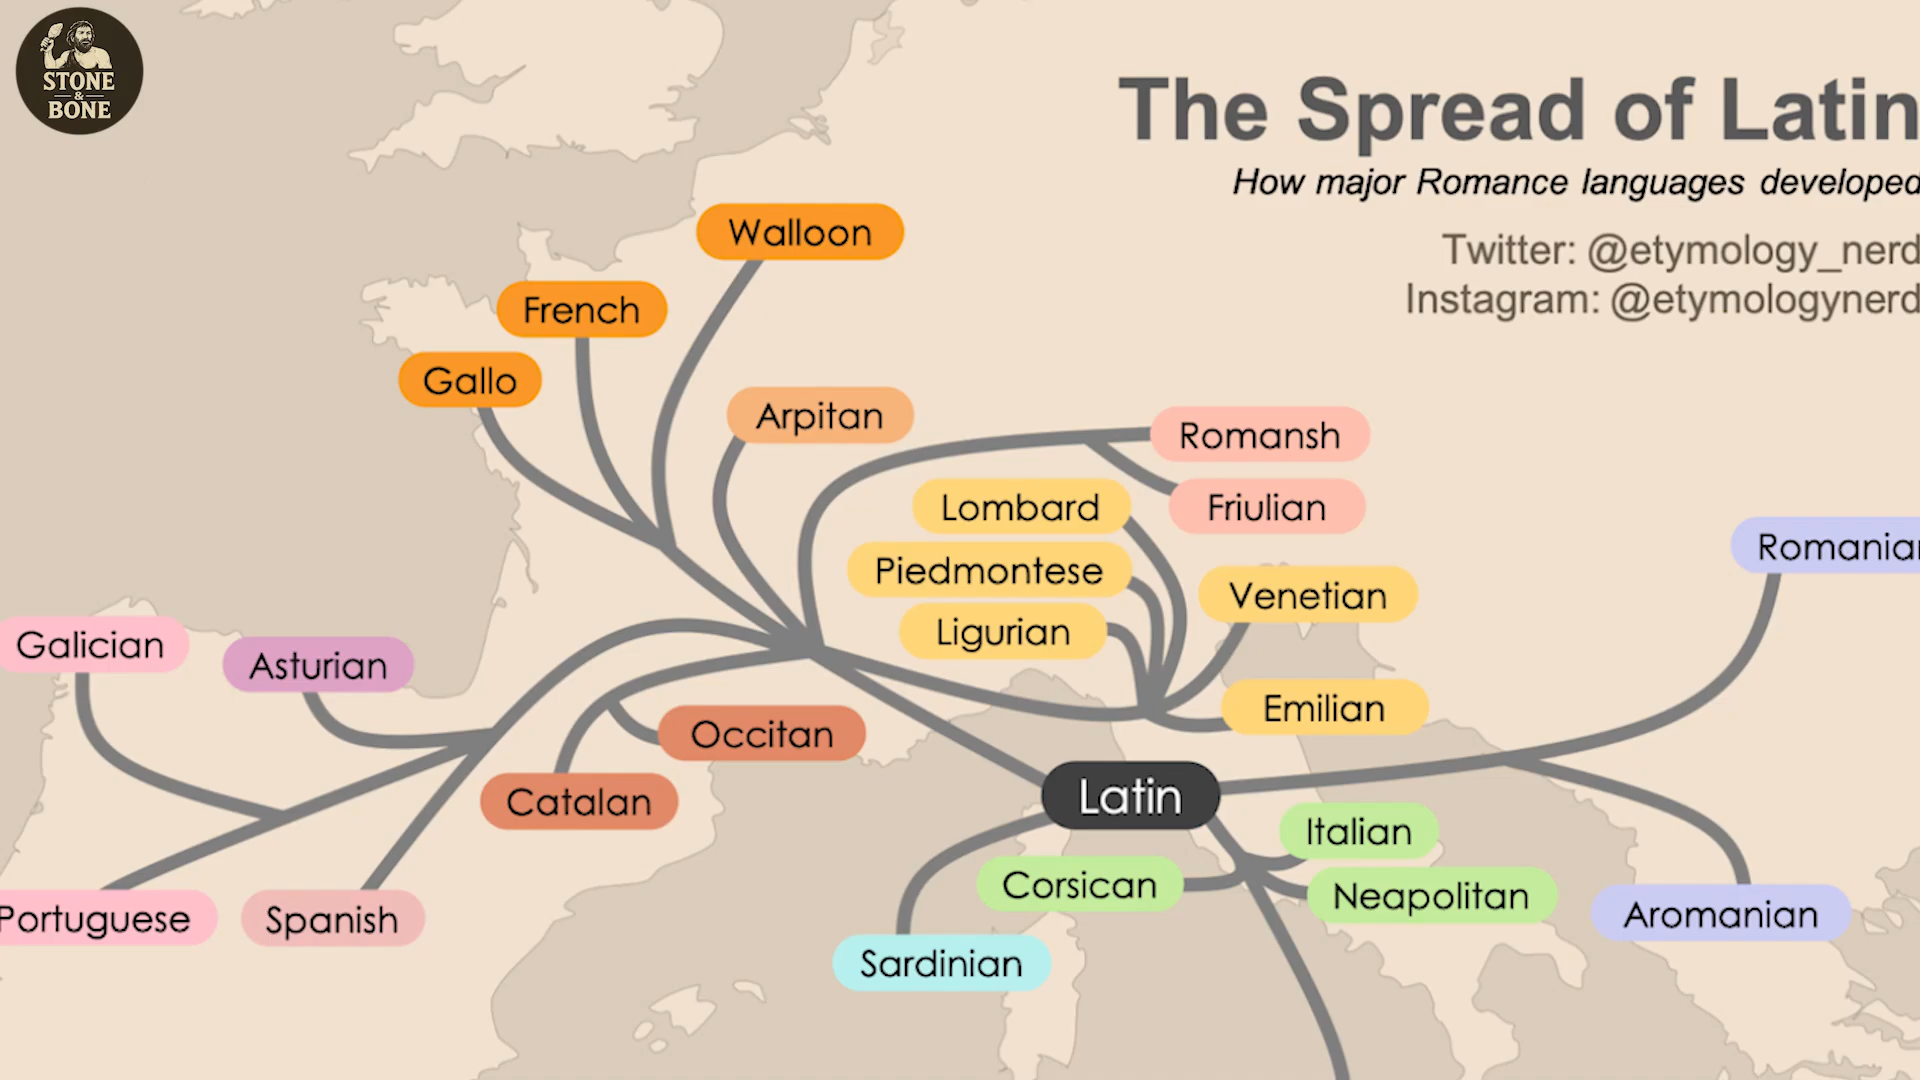 STONE
&
BONE
The Spread of Latin
How major Romance languages developed
Twitter: @etymology_nerd
Instagram: @etymologynerd
Walloon
French
Gallo
Arpitan
Romansh
Lombard
Friulian
Piedmontese
Venetian
Ligurian
Romanian
Galician
Asturian
Emilian
Occitan
Catalan
Latin
Italian
Corsican
Neapolitan
Portuguese
Spanish
Aromanian
Sardinian